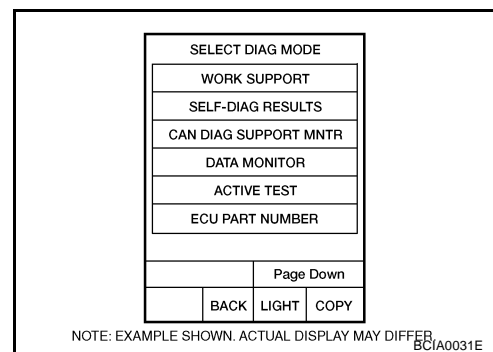 SELECT DIAG MODE
WORK SUPPORT
SELF-DIAG RESULTS
CAN DIAG SUPPORT MNTR
DATA MONITOR
ACTIVE TEST
ECU PART NUMBER
Page Down
BACK LIGHT COPY
NOTE: EXAMPLE SHOWN. ACTUAL DISPLAY MAY DIFFER.
BCIA0031E